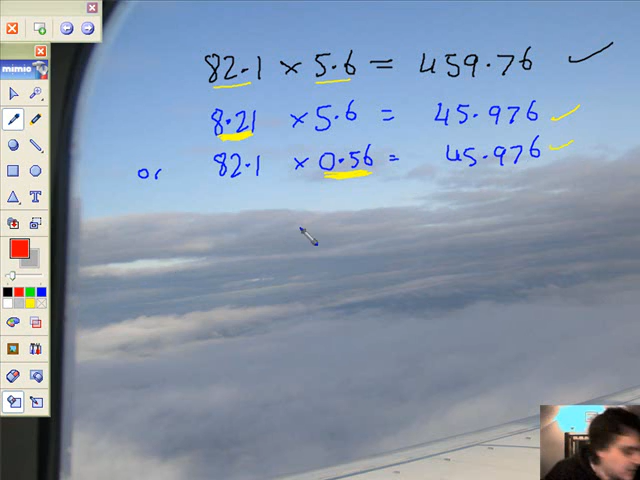 mimio
82.1 × 5.6 = 459.76 ✓
8.21 × 5.6 = 45.976 ✓
or 82.1 × 0.56 = 45.976 ✓
T